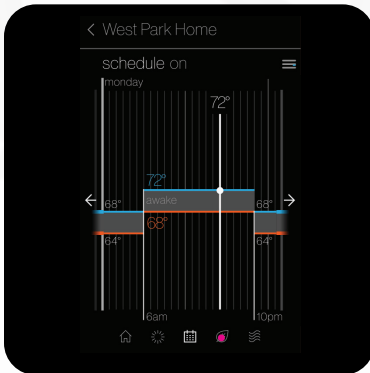 West Park Home
schedule on
monday
72°
72°
awake
68°
68°
68°
64°
64°
6am
10pm